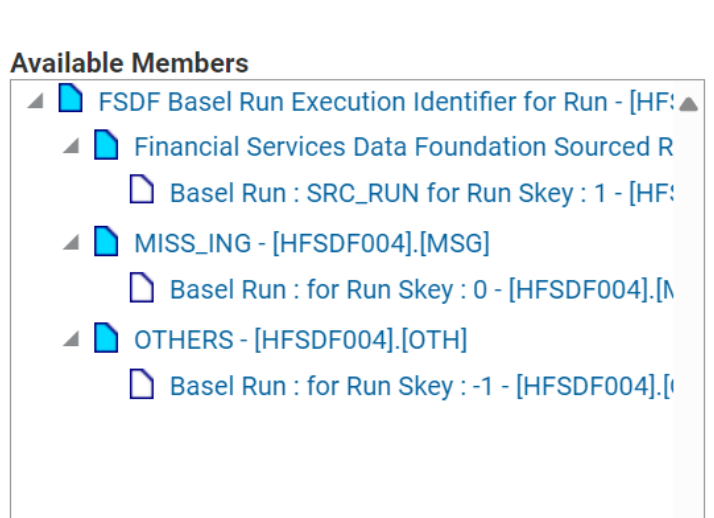 Available Members
FSDF Basel Run Execution Identifier for Run - [HF
Financial Services Data Foundation Sourced R
Basel Run : SRC_RUN for Run Skey : 1 - [HF
MISS_ING - [HFSDF004].[MSG]
Basel Run : for Run Skey : 0 - [HFSDF004].[
OTHERS - [HFSDF004].[OTH]
Basel Run : for Run Skey : -1 - [HFSDF004].[